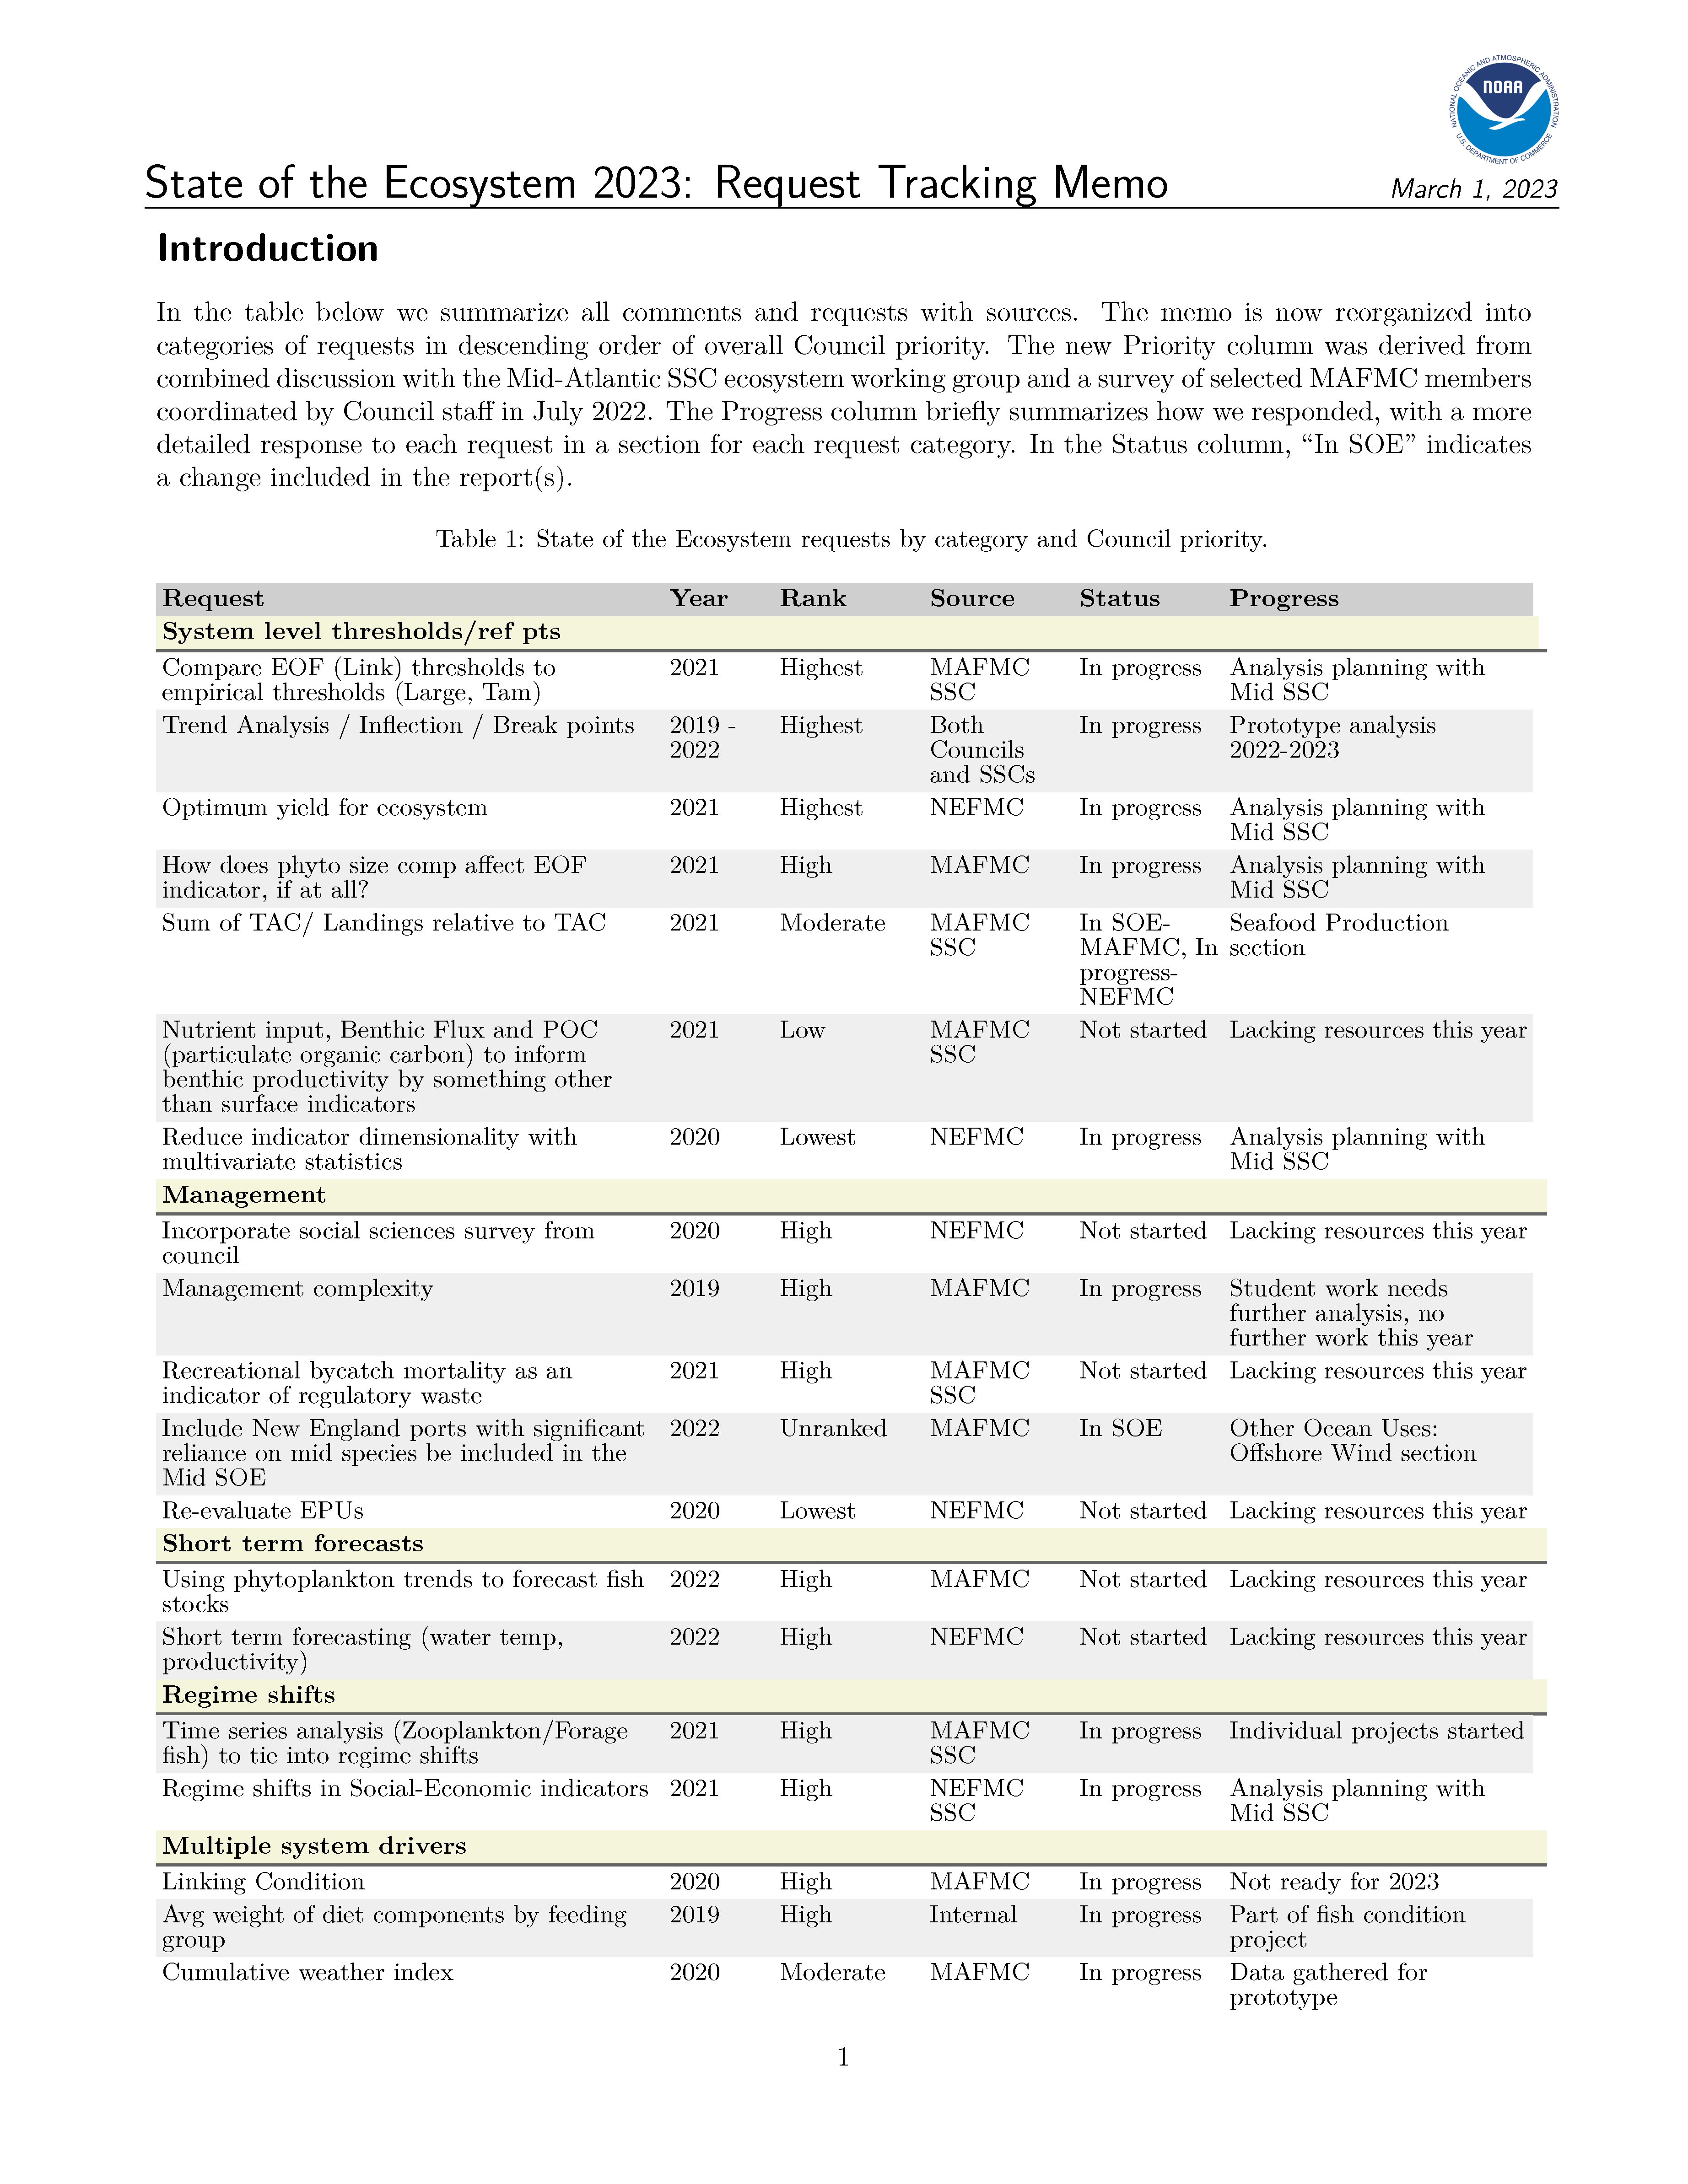 NATIONAL OCEANIC AND ATMOSPHERIC ADMINISTRATION
NOAA
U.S. DEPARTMENT OF COMMERCE
State of the Ecosystem 2023: Request Tracking Memo March 1, 2023
Introduction
In the table below we summarize all comments and requests with sources. The memo is now reorganized into
categories of requests in descending order of overall Council priority. The new Priority column was derived from
combined discussion with the Mid-Atlantic SSC ecosystem working group and a survey of selected MAFMC members
coordinated by Council staff in July 2022. The Progress column briefly summarizes how we responded, with a more
detailed response to each request in a section for each request category. In the Status column, “In SOE” indicates
a change included in the report(s).
Table 1: State of the Ecosystem requests by category and Council priority.
Request Year Rank Source Status Progress
System level thresholds/ref pts
Compare EOF (Link) thresholds to 2021 Highest MAFMC In progress Analysis planning with
empirical thresholds (Large, Tam) SSC Mid SSC
Trend Analysis / Inflection / Break points 2019 - Highest Both In progress Prototype analysis
2022 Councils 2022-2023
and SSCs
Optimum yield for ecosystem 2021 Highest NEFMC In progress Analysis planning with
Mid SSC
How does phyto size comp affect EOF 2021 High MAFMC In progress Analysis planning with
indicator, if at all? Mid SSC
Sum of TAC/ Landings relative to TAC 2021 Moderate MAFMC In SOE- Seafood Production
SSC MAFMC, In section
progress-
NEFMC
Nutrient input, Benthic Flux and POC 2021 Low MAFMC Not started Lacking resources this year
(particulate organic carbon) to inform SSC
benthic productivity by something other
than surface indicators
Reduce indicator dimensionality with 2020 Lowest NEFMC In progress Analysis planning with
multivariate statistics Mid SSC
Management
Incorporate social sciences survey from 2020 High NEFMC Not started Lacking resources this year
council
Management complexity 2019 High MAFMC In progress Student work needs
further analysis, no
further work this year
Recreational bycatch mortality as an 2021 High MAFMC Not started Lacking resources this year
indicator of regulatory waste SSC
Include New England ports with significant 2022 Unranked MAFMC In SOE Other Ocean Uses:
reliance on mid species be included in the Offshore Wind section
Mid SOE
Re-evaluate EPUs 2020 Lowest NEFMC Not started Lacking resources this year
Short term forecasts
Using phytoplankton trends to forecast fish 2022 High MAFMC Not started Lacking resources this year
stocks
Short term forecasting (water temp, 2022 High NEFMC Not started Lacking resources this year
productivity)
Regime shifts
Time series analysis (Zooplankton/Forage 2021 High MAFMC In progress Individual projects started
fish) to tie into regime shifts SSC
Regime shifts in Social-Economic indicators 2021 High NEFMC In progress Analysis planning with
SSC Mid SSC
Multiple system drivers
Linking Condition 2020 High MAFMC In progress Not ready for 2023
Avg weight of diet components by feeding 2019 High Internal In progress Part of fish condition
group project
Cumulative weather index 2020 Moderate MAFMC In progress Data gathered for
prototype
1